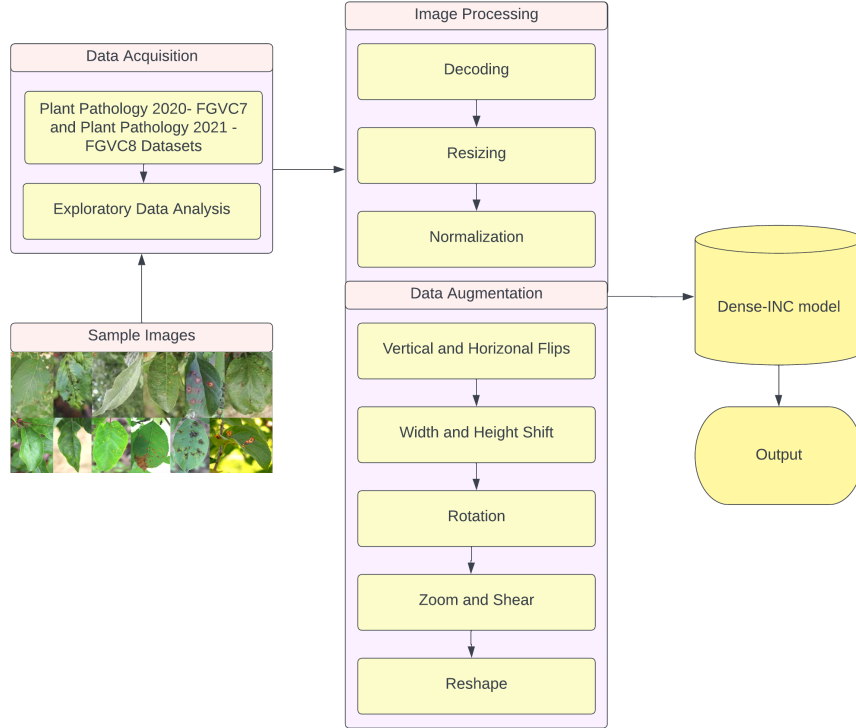 Data Acquisition
Plant Pathology 2020- FGVC7
and Plant Pathology 2021 -
FGVC8 Datasets
Exploratory Data Analysis
Sample Images
Image Processing
Decoding
Resizing
Normalization
Data Augmentation
Vertical and Horizonal Flips
Width and Height Shift
Rotation
Zoom and Shear
Reshape
Dense-INC model
Output